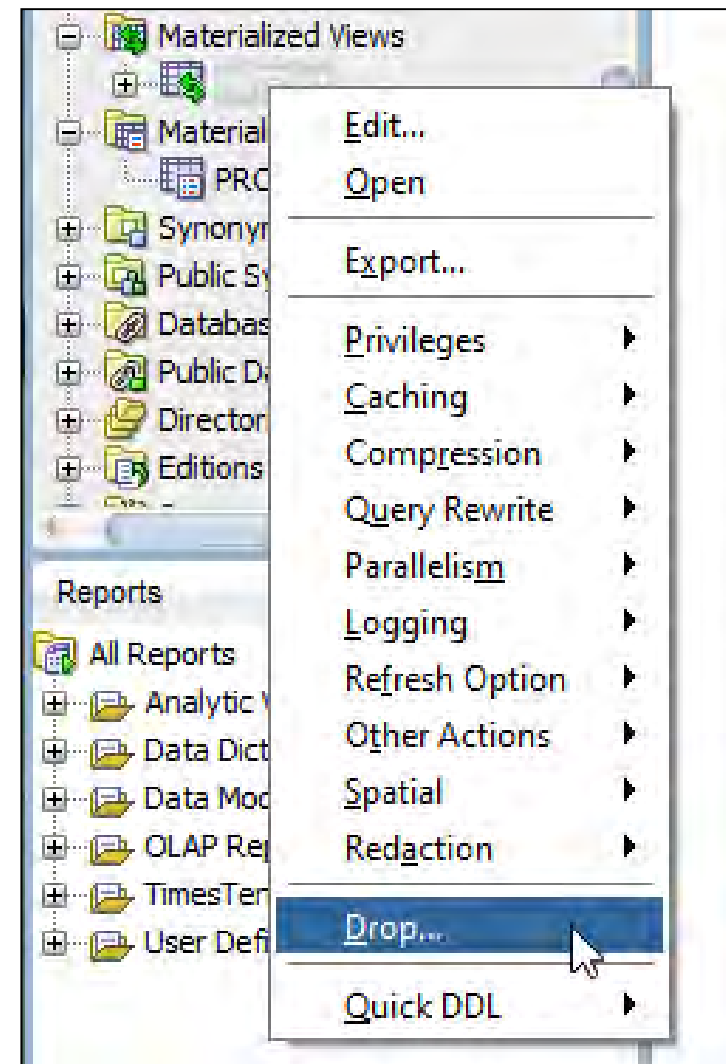 Materialized Views
Material
PRO
Synonyn
Public Sy
Databas
Public Da
Director
Editions
Reports
All Reports
Analytic
Data Dict
Data Mod
OLAP Rep
TimesTen
User Defi
Edit...
Open
Export...
Privileges
Caching
Compression
Query Rewrite
Parallelism
Logging
Refresh Option
Other Actions
Spatial
Redaction
Drop...
Quick DDL